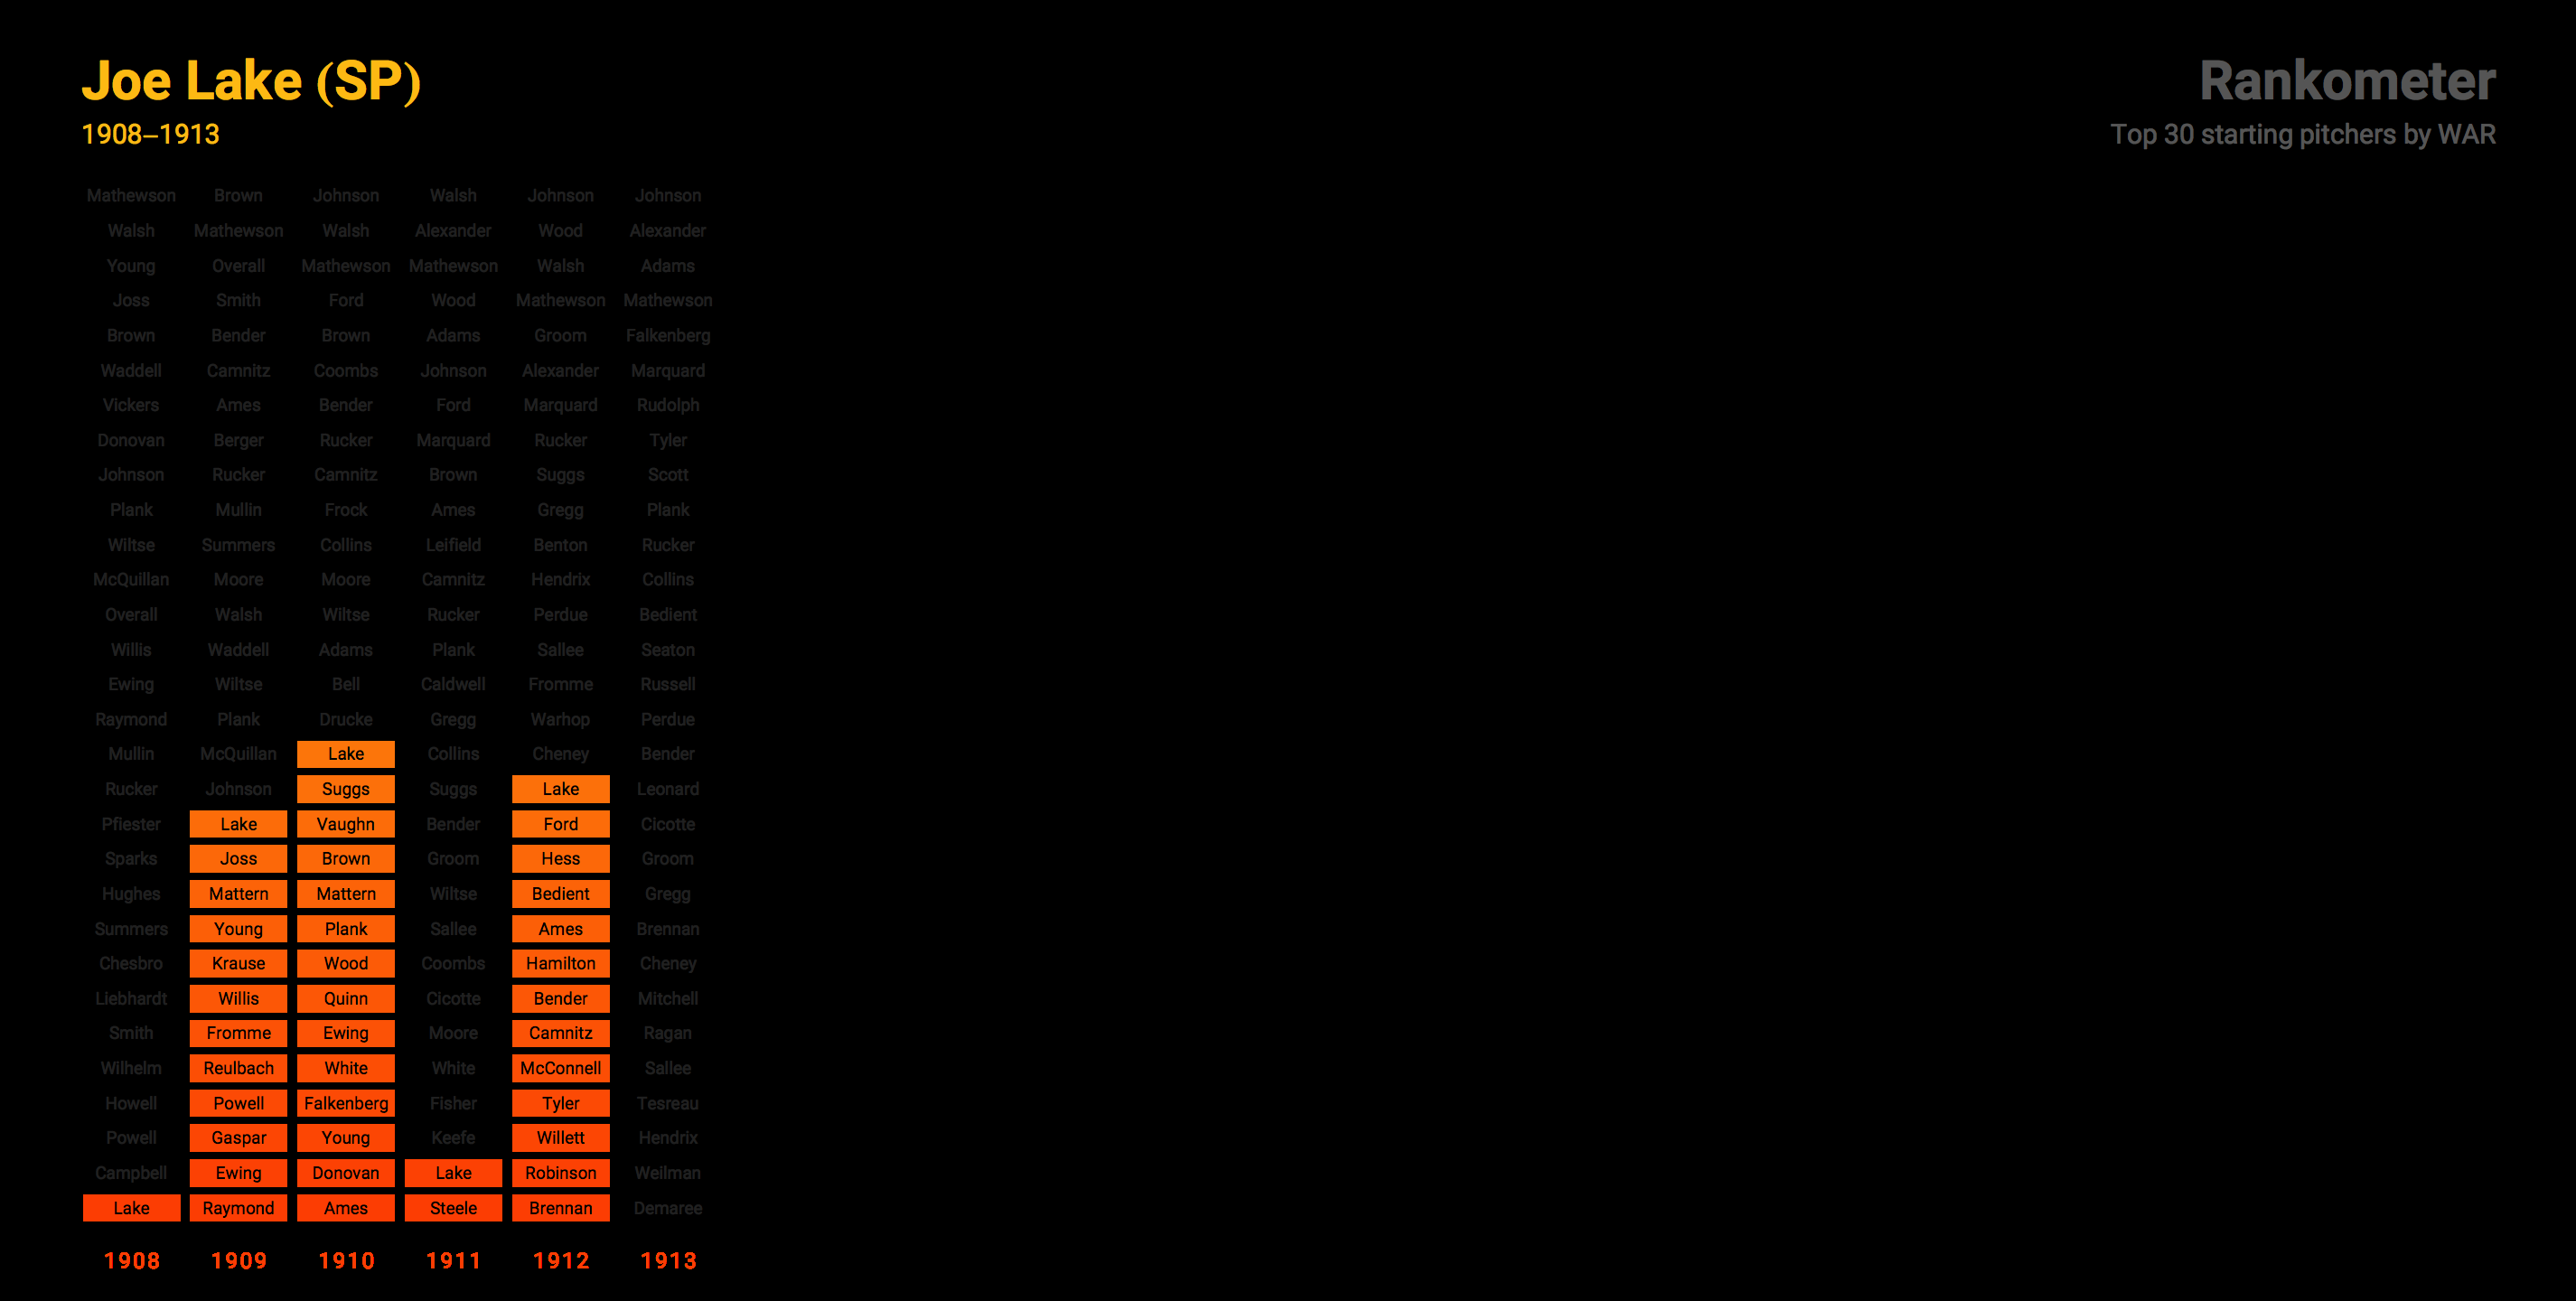 Joe Lake (SP)
1908–1913
Rankometer
Top 30 starting pitchers by WAR
Mathewson Brown Johnson Walsh Johnson Johnson
Walsh Mathewson Walsh Alexander Wood Alexander
Young Overall Mathewson Mathewson Walsh Adams
Joss Smith Ford Wood Mathewson Mathewson
Brown Bender Brown Adams Groom Falkenberg
Waddell Camnitz Coombs Johnson Alexander Marquard
Vickers Ames Bender Ford Marquard Rudolph
Donovan Berger Rucker Marquard Rucker Tyler
Johnson Rucker Camnitz Brown Suggs Scott
Plank Mullin Frock Ames Gregg Plank
Wiltse Summers Collins Leifield Benton Rucker
McQuillan Moore Moore Camnitz Hendrix Collins
Overall Walsh Wiltse Rucker Perdue Bedient
Willis Waddell Adams Plank Sallee Seaton
Ewing Wiltse Bell Caldwell Fromme Russell
Raymond Plank Drucke Gregg Warhop Perdue
Mullin McQuillan Lake Collins Cheney Bender
Rucker Johnson Suggs Suggs Lake Leonard
Pfiester Lake Vaughn Bender Ford Cicotte
Sparks Joss Brown Groom Hess Groom
Hughes Mattern Mattern Wiltse Bedient Gregg
Summers Young Plank Sallee Ames Brennan
Chesbro Krause Wood Coombs Hamilton Cheney
Liebhardt Willis Quinn Cicotte Bender Mitchell
Smith Fromme Ewing Moore Camnitz Ragan
Wilhelm Reulbach White White McConnell Sallee
Howell Powell Falkenberg Fisher Tyler Tesreau
Powell Gaspar Young Keefe Willett Hendrix
Campbell Ewing Donovan Lake Robinson Weilman
Lake Raymond Ames Steele Brennan Demaree
1908 1909 1910 1911 1912 1913